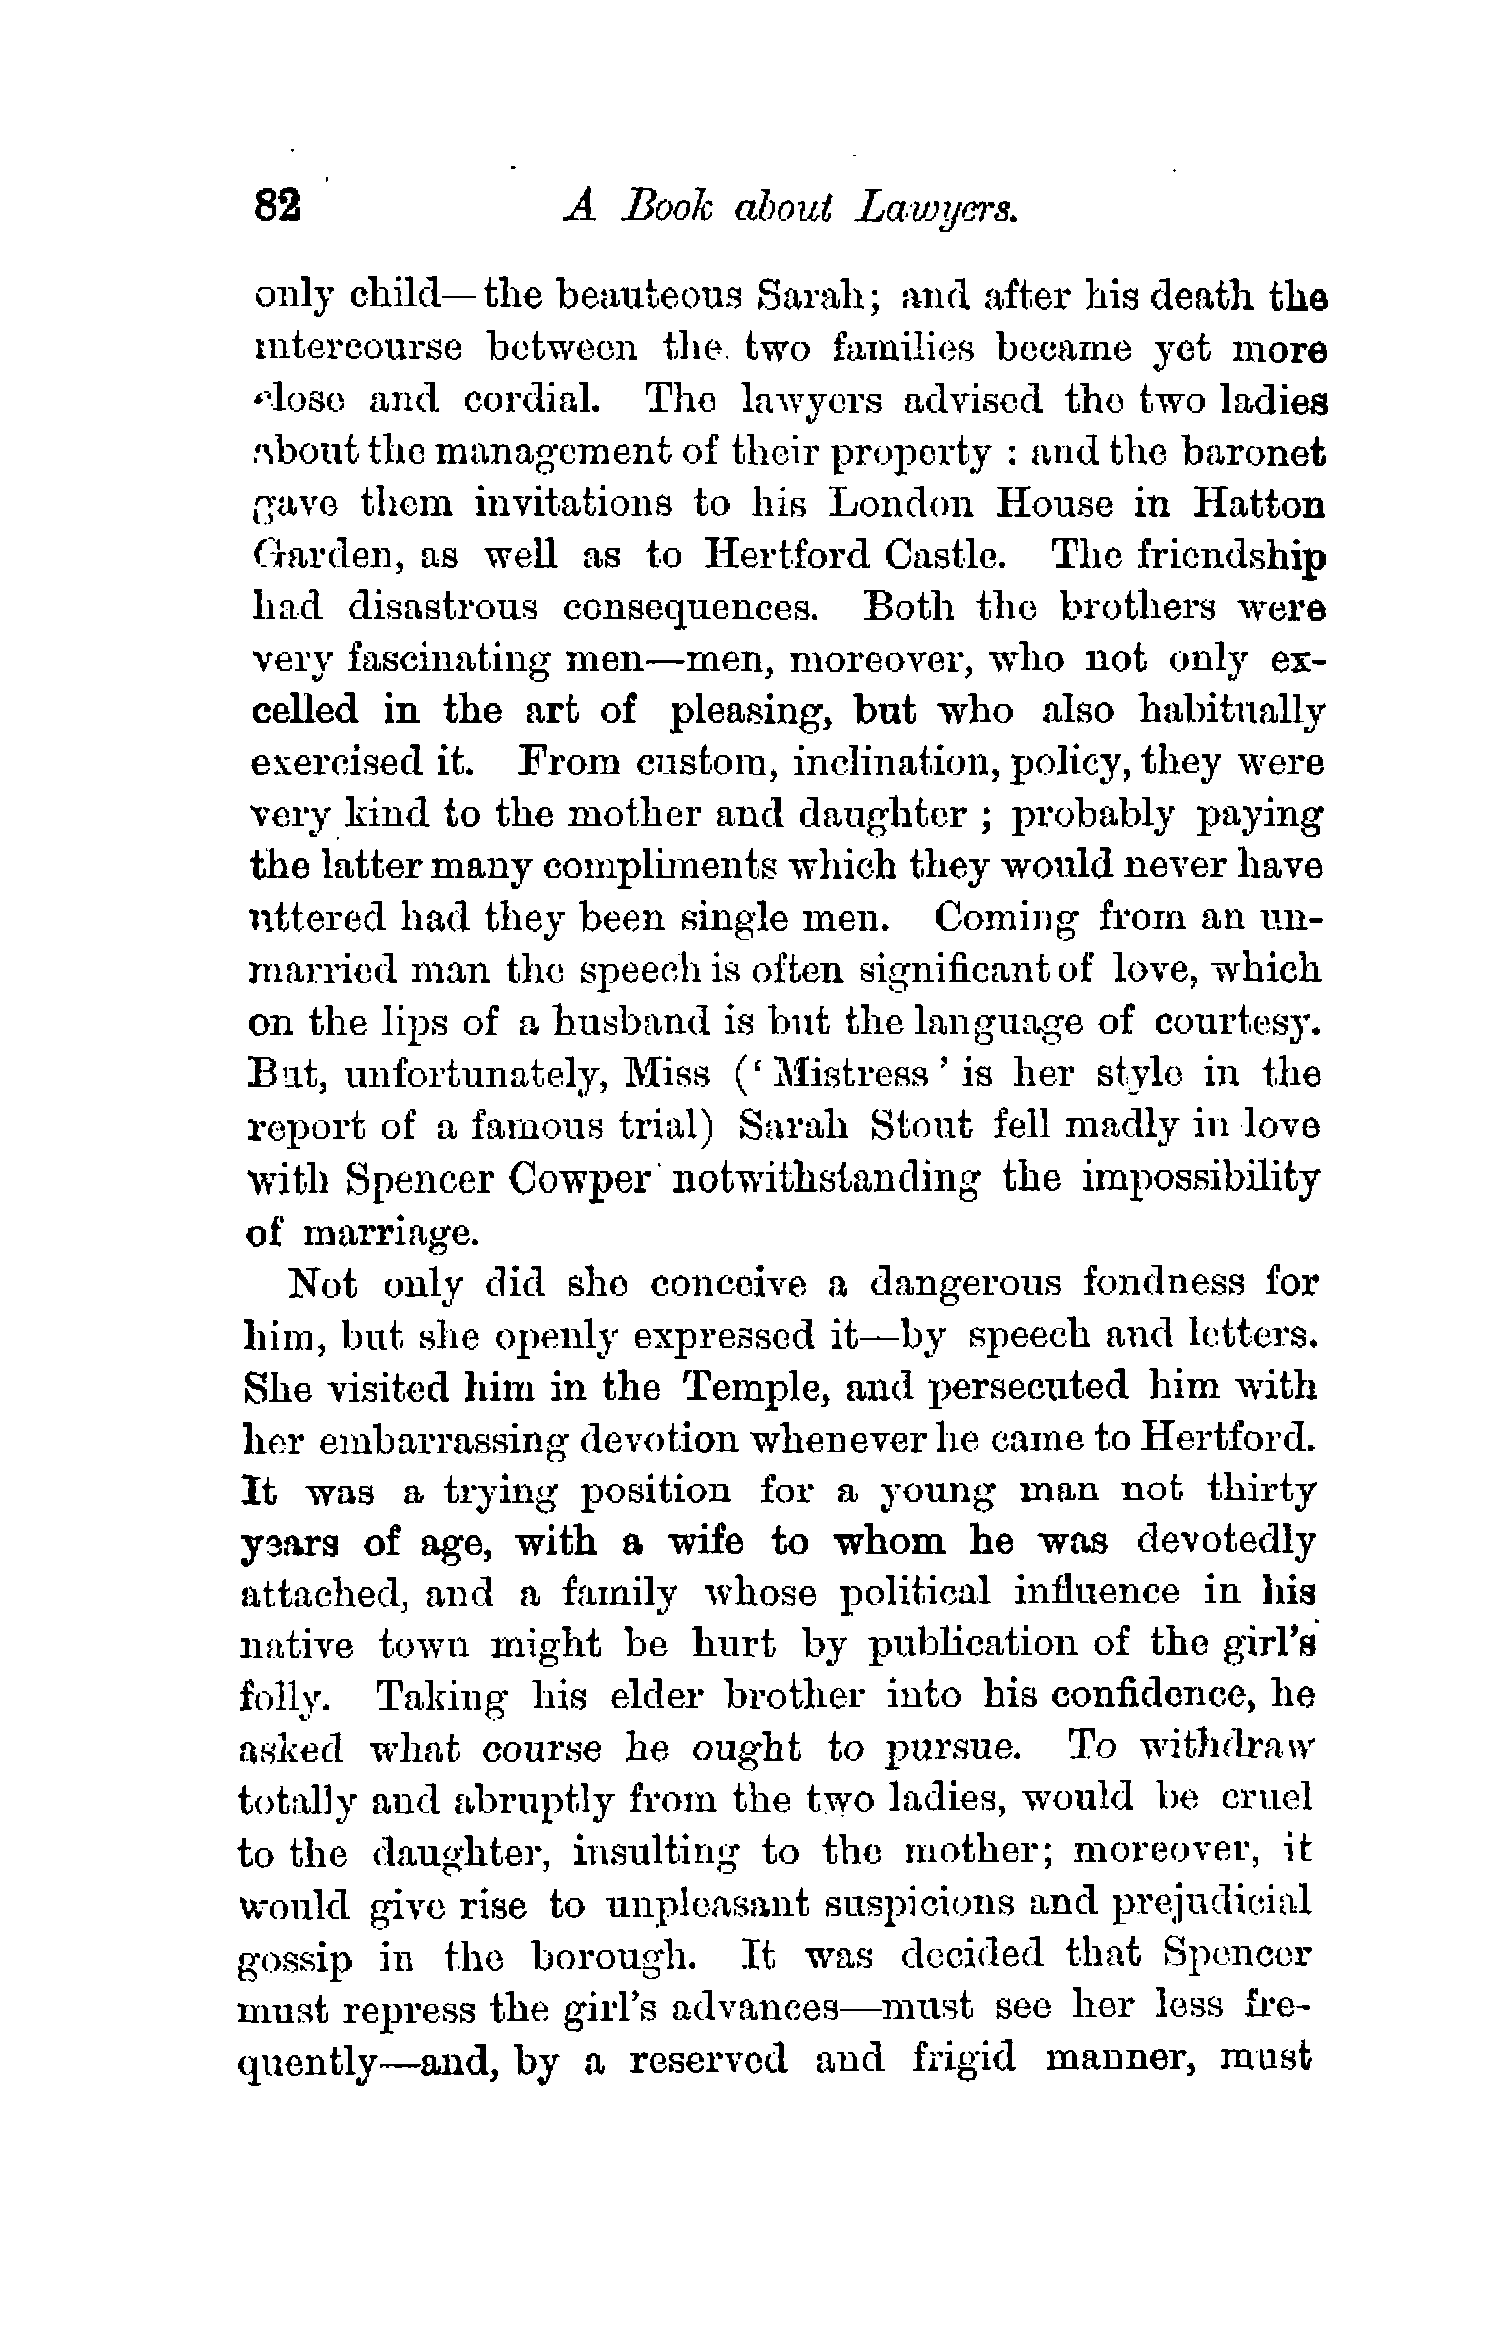 82 A Book about Lawyers.
only child—the beauteous Sarah; and after his death the
intercourse between the two families became yet more
close and cordial. The lawyers advised the two ladies
about the management of their property : and the baronet
gave them invitations to his London House in Hatton
Garden, as well as to Hertford Castle. The friendship
had disastrous consequences. Both the brothers were
very fascinating men—men, moreover, who not only ex-
celled in the art of pleasing, but who also habitually
exercised it. From custom, inclination, policy, they were
very kind to the mother and daughter ; probably paying
the latter many compliments which they would never have
uttered had they been single men. Coming from an un-
married man the speech is often significant of love, which
on the lips of a husband is but the language of courtesy.
But, unfortunately, Miss (‘ Mistress ’ is her style in the
report of a famous trial) Sarah Stout fell madly in love
with Spencer Cowper notwithstanding the impossibility
of marriage.
Not only did she conceive a dangerous fondness for
him, but she openly expressed it—by speech and letters.
She visited him in the Temple, and persecuted him with
her embarrassing devotion whenever he came to Hertford.
It was a trying position for a young man not thirty
years of age, with a wife to whom he was devotedly
attached, and a family whose political influence in his
native town might be hurt by publication of the girl’s
folly. Taking his elder brother into his confidence, he
asked what course he ought to pursue. To withdraw
totally and abruptly from the two ladies, would be cruel
to the daughter, insulting to the mother; moreover, it
would give rise to unpleasant suspicions and prejudicial
gossip in the borough. It was decided that Spencer
must repress the girl’s advances—must see her less fre-
quently—and, by a reserved and frigid manner, must